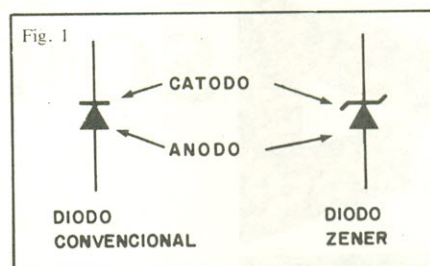 Fig. 1
CATODO
ANODO
DIODO
CONVENCIONAL
DIODO
ZENER